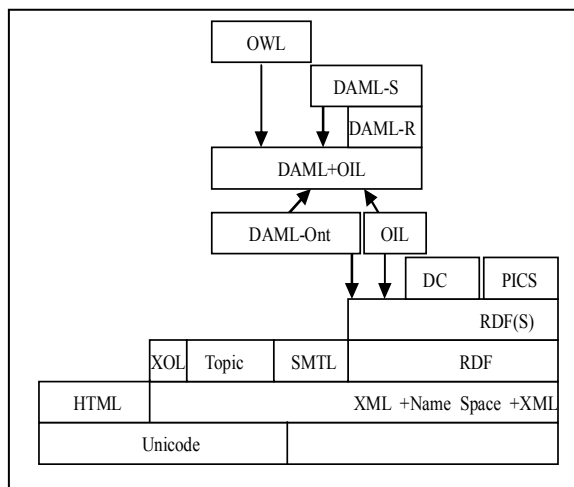 OWL
DAML-S
DAML-R
DAML+OIL
DAML-Ont
OIL
DC
PICS
RDF(S)
XOL
Topic
SMTL
RDF
HTML
XML +Name Space +XML
Unicode